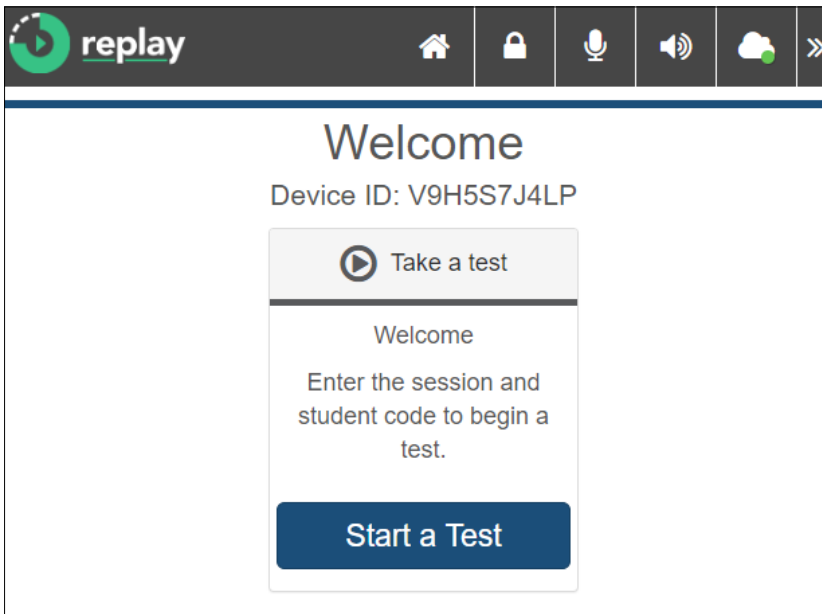 replay
Welcome
Device ID: V9H5S7J4LP
Take a test
Welcome
Enter the session and
student code to begin a
test.
Start a Test